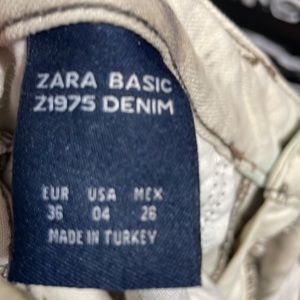 ZARA BASIC
Z1975 DENIM
EUR USA MEX
36 04 26
MADE IN TURKEY